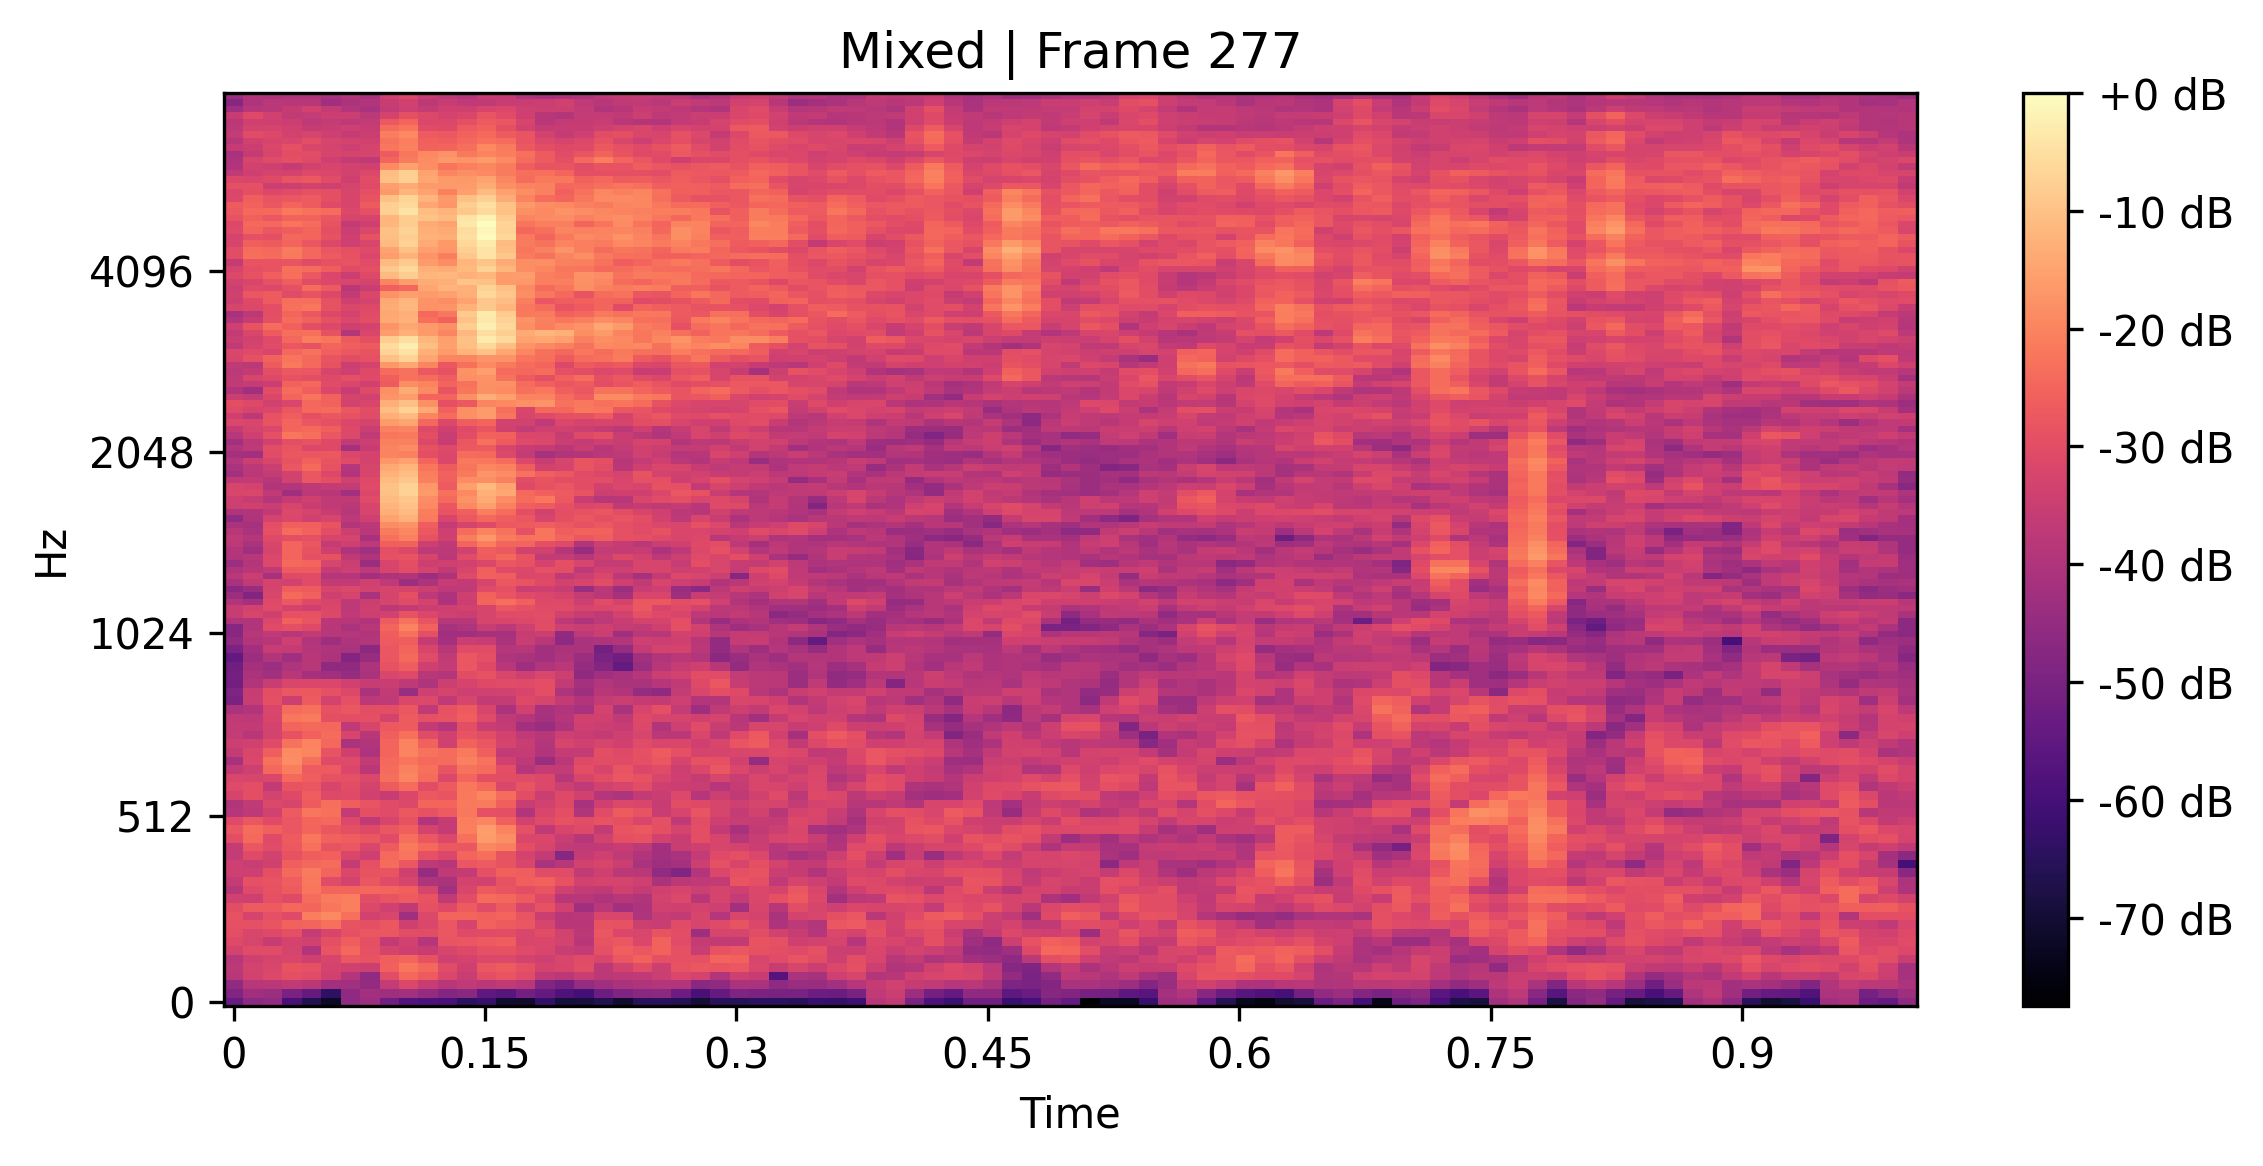 Mixed | Frame 277
+0 dB
-10 dB
-20 dB
-30 dB
-40 dB
-50 dB
-60 dB
-70 dB
Hz
4096
2048
1024
512
0
0 0.15 0.3 0.45 0.6 0.75 0.9
Time